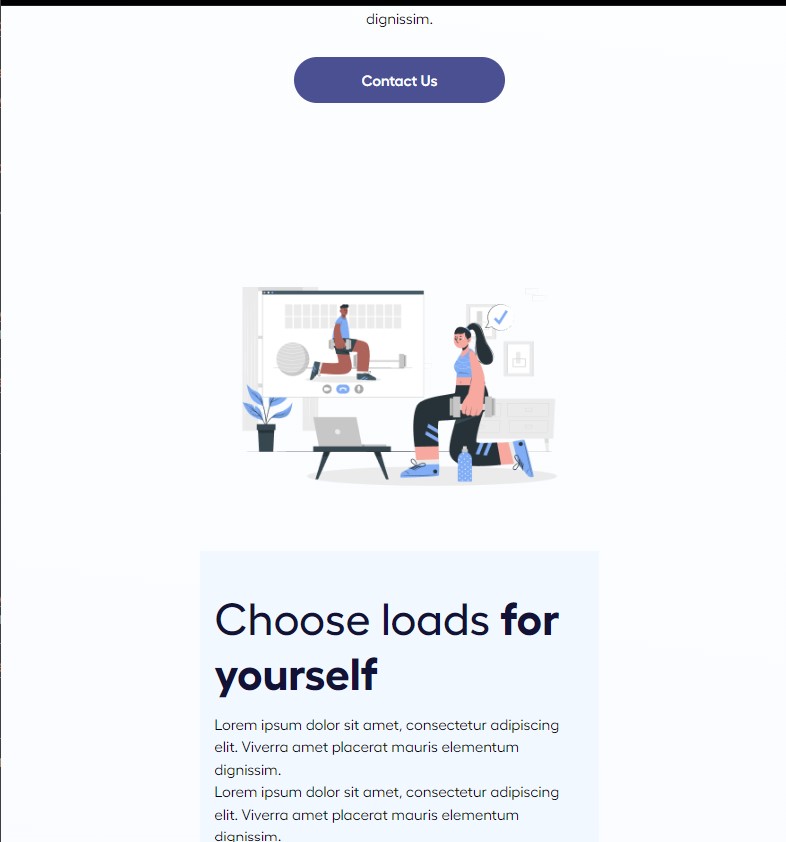 dignissim.
Contact Us
Choose loads for
yourself
Lorem ipsum dolor sit amet, consectetur adipiscing
elit. Viverra amet placerat mauris elementum
dignissim.
Lorem ipsum dolor sit amet, consectetur adipiscing
elit. Viverra amet placerat mauris elementum
dignissim.